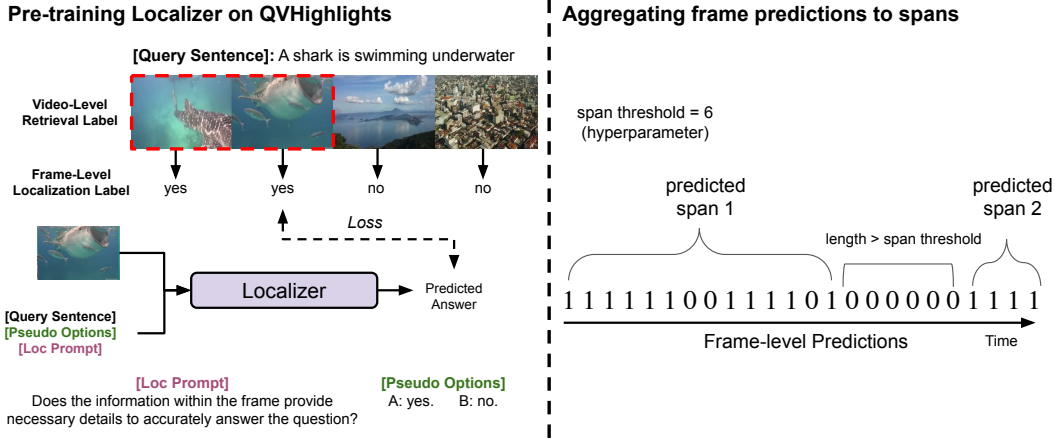 Pre-training Localizer on QVHighlights
[Query Sentence]: A shark is swimming underwater
Video-Level
Retrieval Label
Frame-Level
Localization Label
yes
yes
no
no
Loss
Localizer
Predicted
Answer
[Query Sentence]
[Pseudo Options]
[Loc Prompt]
[Loc Prompt]
Does the information within the frame provide
necessary details to accurately answer the question?
[Pseudo Options]
A: yes. B: no.
Aggregating frame predictions to spans
span threshold = 6
(hyperparameter)
predicted
span 1
predicted
span 2
length > span threshold
1 1 1 1 1 1 0 0 1 1 1 1 0 1 0 0 0 0 0 0 1 1 1 1
Frame-level Predictions
Time